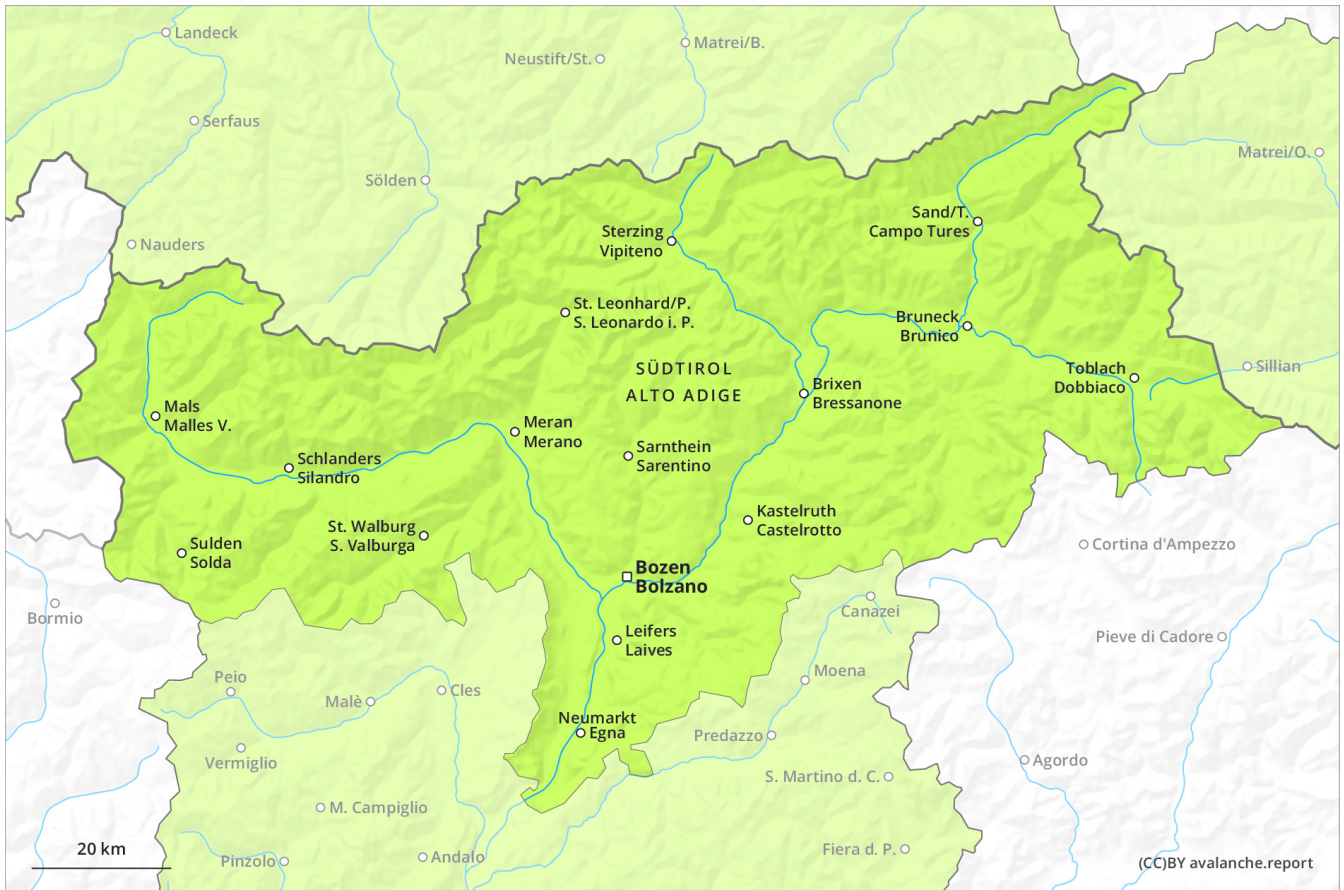 Landeck
Matrei/B.
Neustift/St.
Serfaus
Matrei/O.
Sölden
Sand/T.
Campo Tures
Sterzing
Vipiteno
Nauders
St. Leonhard/P.
S. Leonardo i. P.
Bruneck
Brunico
SÜDTIROL
ALTO ADIGE
Toblach
Dobbiaco
Sillian
Brixen
Bressanone
Mals
Malles V.
Meran
Merano
Sarnthein
Sarentino
Schlanders
Silandro
Kastelruth
Castelrotto
St. Walburg
S. Valburga
Sulden
Solda
Cortina d'Ampezzo
Bozen
Bolzano
Bormio
Canazei
Leifers
Laives
Pieve di Cadore
Peio
Moena
Malè
Cles
Neumarkt
Egna
Predazzo
Vermiglio
Agordo
S. Martino d. C.
M. Campiglio
20 km
Pinzolo
Andalo
Fiera d. P.
(CC)BY avalanche.report